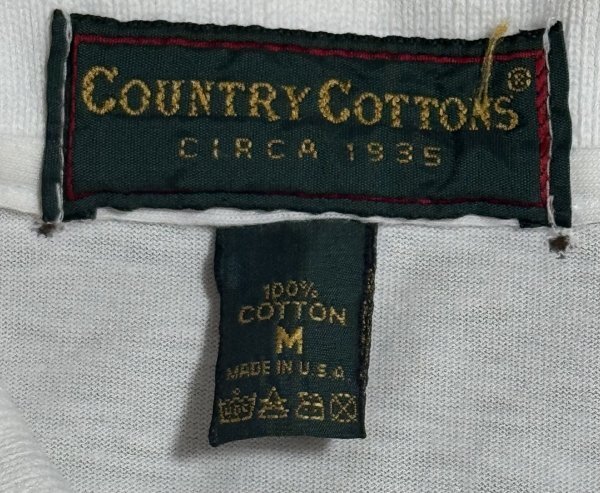 COUNTRY COTTONS®
CIRCA 1935
100%
COTTON
M
MADE IN U.S.A.